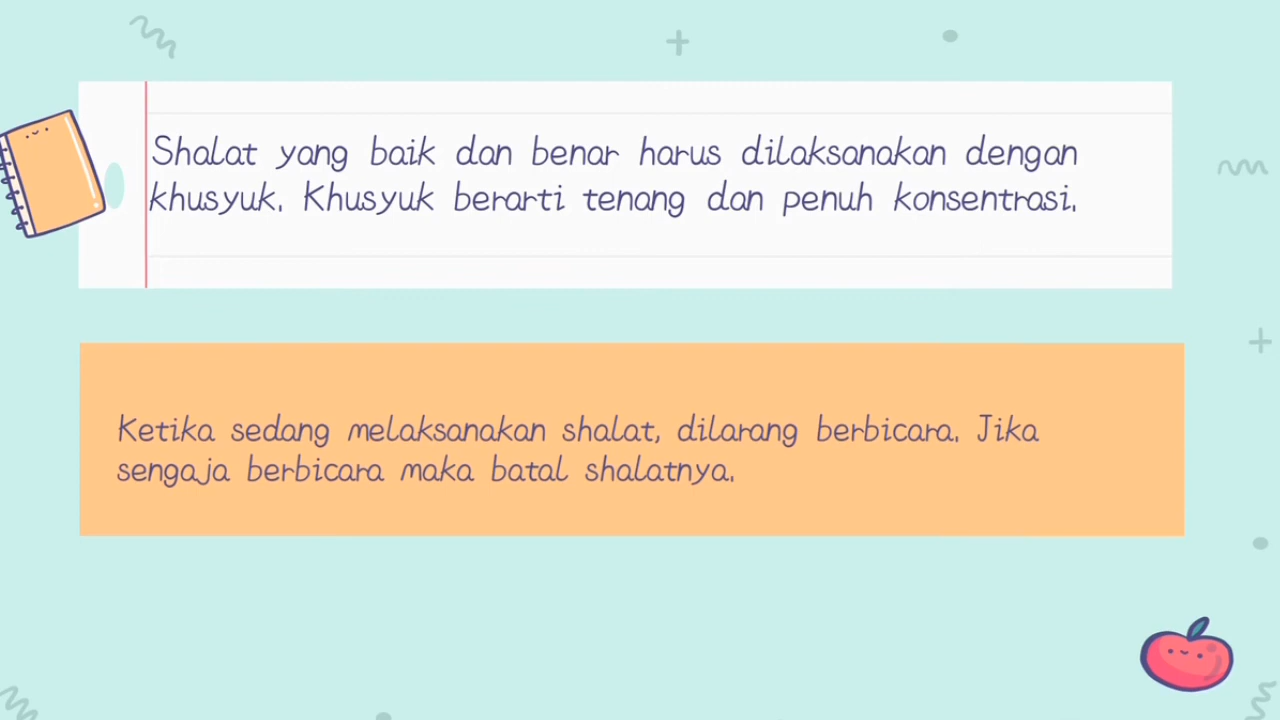 Shalat yang baik dan benar harus dilaksanakan dengan
khusyuk. Khusyuk berarti tenang dan penuh konsentrasi.
Ketika sedang melaksanakan shalat, dilarang berbicara. Jika
sengaja berbicara maka batal shalatnya.